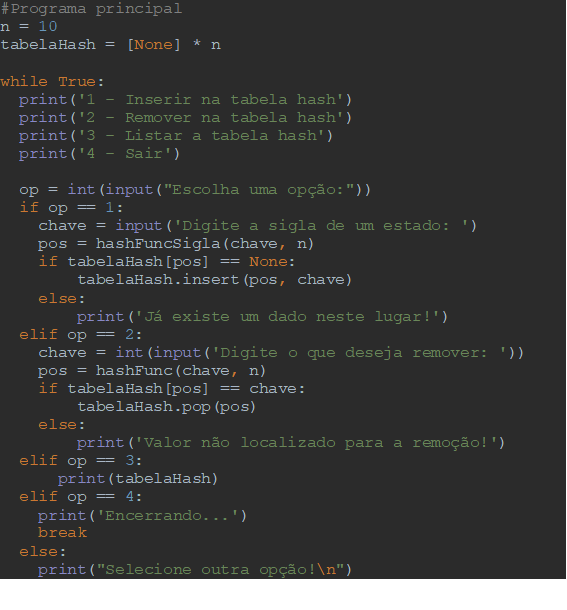 #Programa principal
n = 10
tabelaHash = [None] * n
while True:
print('1 - Inserir na tabela hash')
print('2 - Remover na tabela hash')
print('3 - Listar a tabela hash')
print('4 - Sair')
op = int(input("Escolha uma opção:"))
if op == 1:
chave = input('Digite a sigla de um estado: ')
pos = hashFuncSigla(chave, n)
if tabelaHash[pos] == None:
tabelaHash.insert(pos, chave)
else:
print('Já existe um dado neste lugar!')
elif op == 2:
chave = int(input('Digite o que deseja remover: '))
pos = hashFunc(chave, n)
if tabelaHash[pos] == chave:
tabelaHash.pop(pos)
else:
print('Valor não localizado para a remoção!')
elif op == 3:
print(tabelaHash)
elif op == 4:
print('Encerrando...')
break
else:
print("Selecione outra opção!\n")